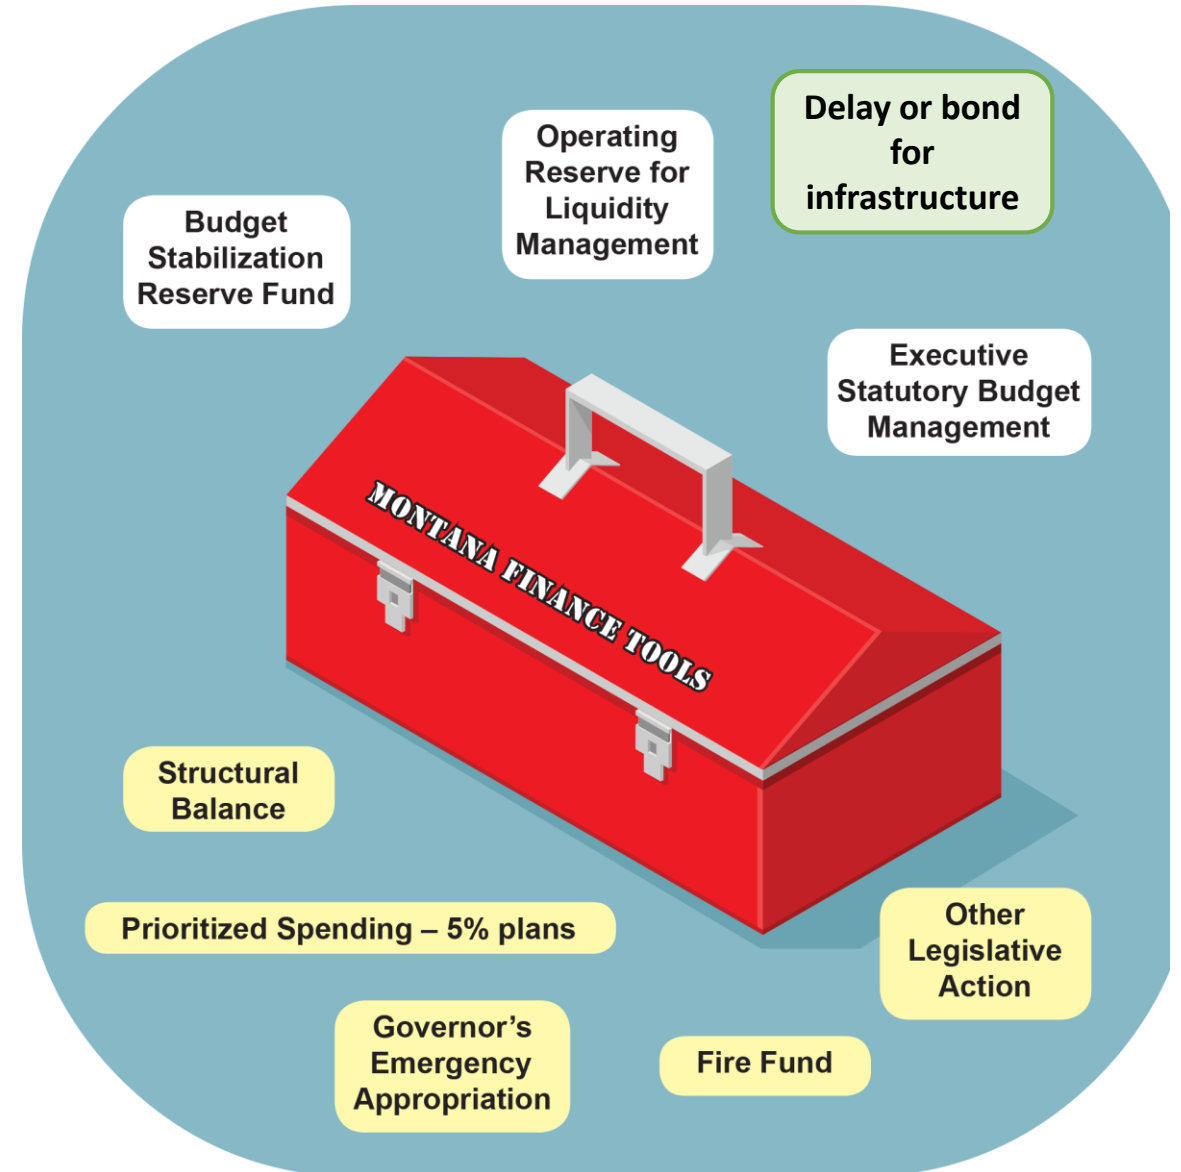 Delay or bond
for
infrastructure
Operating
Reserve for
Liquidity
Management
Budget
Stabilization
Reserve Fund
Executive
Statutory Budget
Management
MONTANA FINANCE TOOLS
Structural
Balance
Prioritized Spending – 5% plans
Other
Legislative
Action
Governor’s
Emergency
Appropriation
Fire Fund